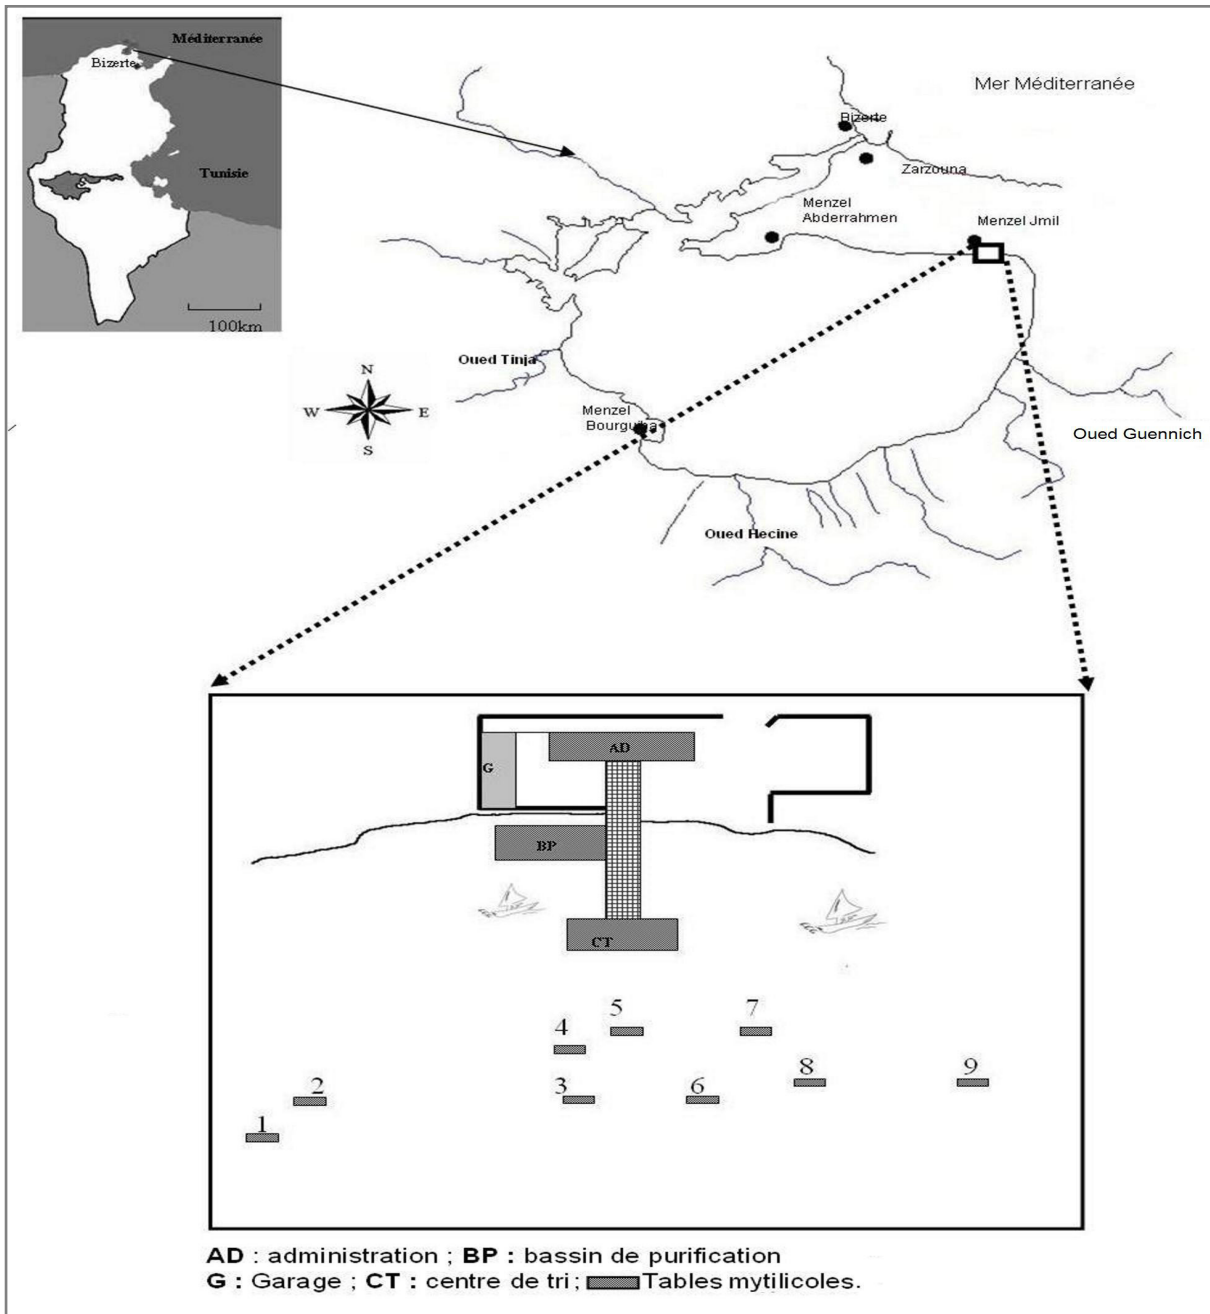 Méditerranée
Bizerte
Tunisie
100km
Mer Méditerranée
Bizerte
Zarzouna
Menzel
Abderrahmen
Menzel Jmil
Oued Tinja
N
W E
S
Menzel
Bourguiba
Oued Guennich
Oued Hecine
AD
G
BP
CT
5 7
4
8 9
2 3 6
1
AD : administration ; BP : bassin de purification
G : Garage ; CT : centre de tri ; Tables mytilicoles.